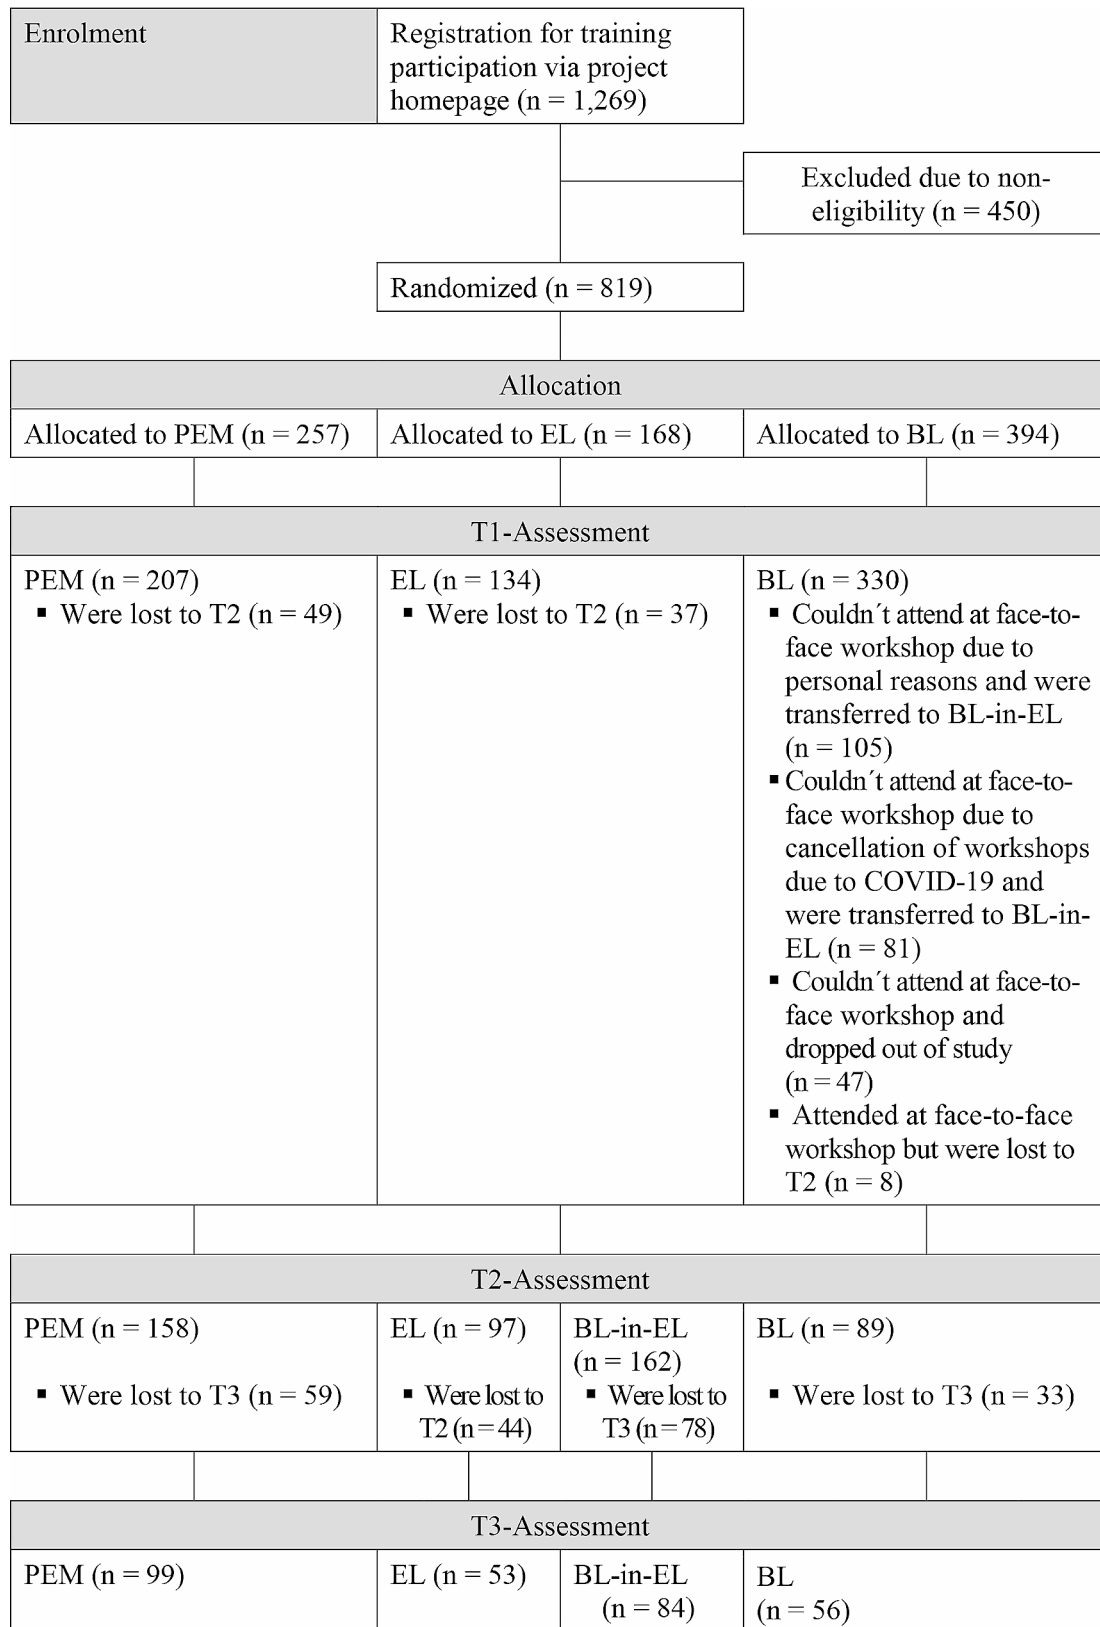 Enrolment
Registration for training
participation via project
homepage (n = 1,269)
Excluded due to non-
eligibility (n = 450)
Randomized (n = 819)
Allocation
Allocated to PEM (n = 257)
Allocated to EL (n = 168)
Allocated to BL (n = 394)
T1-Assessment
PEM (n = 207)
▪ Were lost to T2 (n = 49)
EL (n = 134)
▪ Were lost to T2 (n = 37)
BL (n = 330)
▪ Couldn´t attend at face-to-
face workshop due to
personal reasons and were
transferred to BL-in-EL
(n = 105)
▪ Couldn´t attend at face-to-
face workshop due to
cancellation of workshops
due to COVID-19 and
were transferred to BL-in-
EL (n = 81)
▪ Couldn´t attend at face-to-
face workshop and
dropped out of study
(n = 47)
▪ Attended at face-to-face
workshop but were lost to
T2 (n = 8)
T2-Assessment
PEM (n = 158)
▪ Were lost to T3 (n = 59)
EL (n = 97)
▪ Were lost to
T2 (n = 44)
BL-in-EL
(n = 162)
▪ Were lost to
T3 (n = 78)
BL (n = 89)
▪ Were lost to T3 (n = 33)
T3-Assessment
PEM (n = 99)
EL (n = 53)
BL-in-EL
(n = 84)
BL
(n = 56)